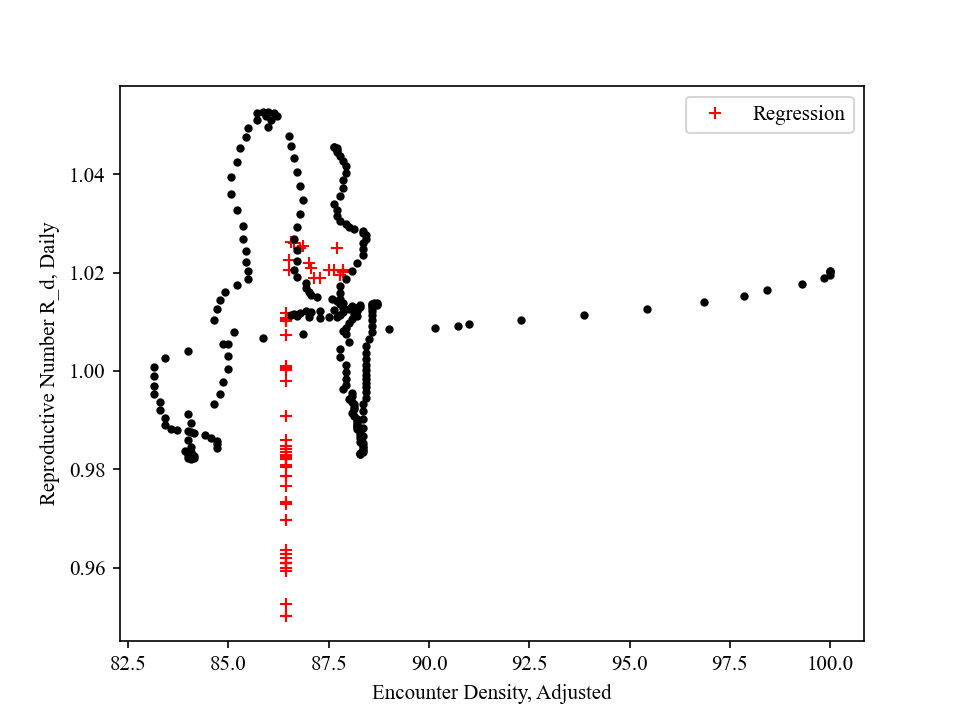 Regression
1.04
1.02
1.00
0.98
0.96
Reproductive Number R_d, Daily
82.5 85.0 87.5 90.0 92.5 95.0 97.5 100.0
Encounter Density, Adjusted